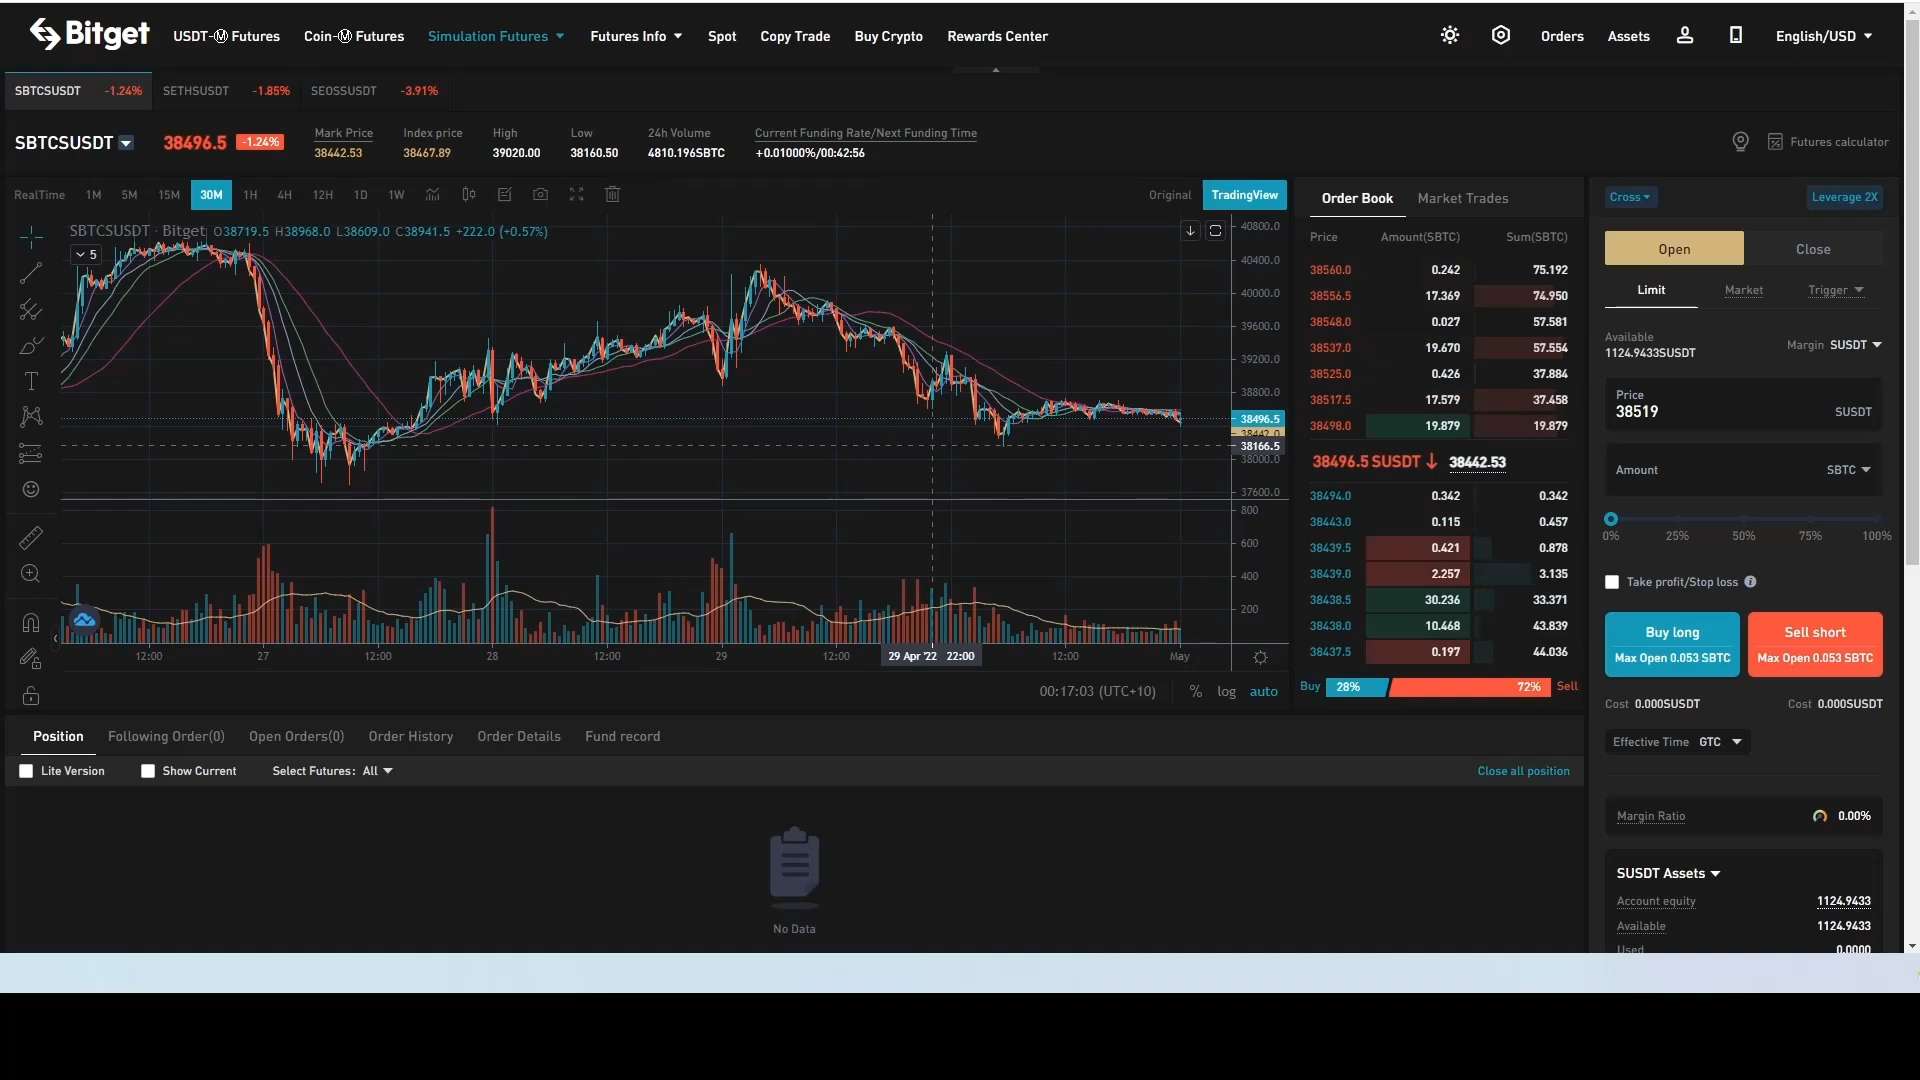 Bitget
USDT-Ⓜ Futures
Coin-Ⓜ Futures
Simulation Futures
Futures Info
Spot
Copy Trade
Buy Crypto
Rewards Center
Orders
Assets
English/USD
SBTCSUSDT -1.24%
SETHSUSDT -1.85%
SEOSSUSDT -3.91%
SBTCSUSDT
38496.5 -1.24%
Mark Price
38442.53
Index price
38467.89
High
39020.00
Low
38160.50
24h Volume
4810.196SBTC
Current Funding Rate/Next Funding Time
+0.01000%/00:42:56
Futures calculator
RealTime 1M 5M 15M 30M 1H 4H 12H 1D 1W
Original TradingView
SBTCSUSDT · Bitget O38719.5 H38968.0 L38609.0 C38941.5 +222.0 (+0.57%)
5
40800.0
40400.0
40000.0
39600.0
39200.0
38800.0
38496.5
38442.0
38166.5
38000.0
37600.0
800
600
400
200
12:00 27 12:00 28 12:00 29 12:00 29 Apr '22 22:00 12:00 May
00:17:03 (UTC+10) % log auto
Order Book Market Trades
Price Amount(SBTC) Sum(SBTC)
38560.0 0.242 75.192
38556.5 17.369 74.950
38548.0 0.027 57.581
38537.0 19.670 57.554
38525.0 0.426 37.884
38517.5 17.579 37.458
38498.0 19.879 19.879
38496.5 SUSDT ↓ 38442.53
38494.0 0.342 0.342
38443.0 0.115 0.457
38439.5 0.421 0.878
38439.0 2.257 3.135
38438.5 30.236 33.371
38438.0 10.468 43.839
38437.5 0.197 44.036
Buy 28% 72% Sell
Cross
Leverage 2X
Open Close
Limit Market Trigger
Available
1124.9433SUSDT
Margin SUSDT
Price
38519 SUSDT
Amount SBTC
0% 25% 50% 75% 100%
Take profit/Stop loss
Buy long
Max Open 0.053 SBTC
Sell short
Max Open 0.053 SBTC
Cost 0.000SUSDT
Cost 0.000SUSDT
Effective Time GTC
Margin Ratio 0.00%
SUSDT Assets
Account equity 1124.9433
Available 1124.9433
Used 0.0000
Position Following Order(0) Open Orders(0) Order History Order Details Fund record
Lite Version Show Current Select Futures: All Close all position
No Data